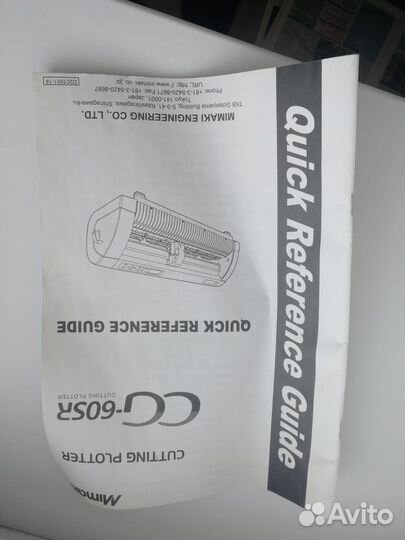 Mimaki
CUTTING PLOTTER
CG-60SR
CUTTING PLOTTER
QUICK REFERENCE GUIDE
MIMAKI ENGINEERING CO., LTD.
TKB Gotenyama Building, 5-9-41, Kitashinagawa, Shinagawa-ku,
Tokyo 141-0001, Japan
Phone: +81-3-5420-8671 Fax: +81-3-5420-8687
URL: http://www.mimaki.co.jp/
D201651-14
Quick Reference Guide
Avito